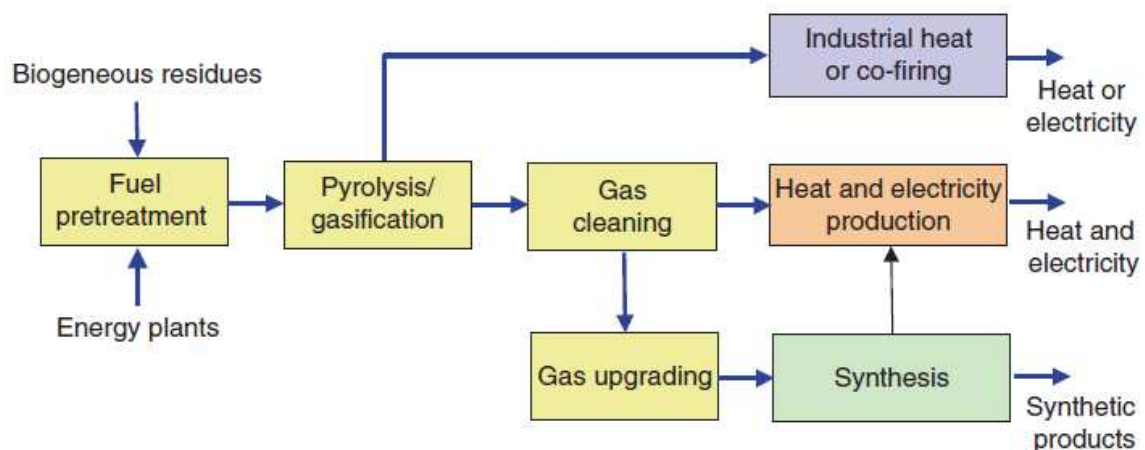 Industrial heat
or co-firing
Biogeneous residues
Heat or
electricity
Fuel
pretreatment
Pyrolysis/
gasification
Gas
cleaning
Heat and electricity
production
Heat and
electricity
Energy plants
Gas upgrading
Synthesis
Synthetic
products